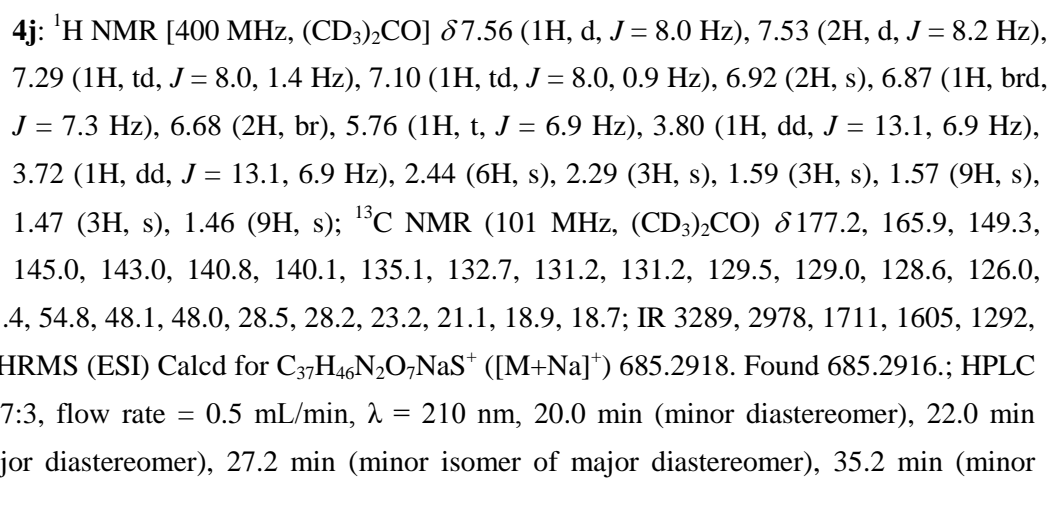 4j: ¹H NMR [400 MHz, (CD₃)₂CO] δ 7.56 (1H, d, J = 8.0 Hz), 7.53 (2H, d, J = 8.2 Hz),
7.29 (1H, td, J = 8.0, 1.4 Hz), 7.10 (1H, td, J = 8.0, 0.9 Hz), 6.92 (2H, s), 6.87 (1H, brd,
J = 7.3 Hz), 6.68 (2H, br), 5.76 (1H, t, J = 6.9 Hz), 3.80 (1H, dd, J = 13.1, 6.9 Hz),
3.72 (1H, dd, J = 13.1, 6.9 Hz), 2.44 (6H, s), 2.29 (3H, s), 1.59 (3H, s), 1.57 (9H, s),
1.47 (3H, s), 1.46 (9H, s); ¹³C NMR (101 MHz, (CD₃)₂CO) δ 177.2, 165.9, 149.3,
145.0, 143.0, 140.8, 140.1, 135.1, 132.7, 131.2, 131.2, 129.5, 129.0, 128.6, 126.0,
.4, 54.8, 48.1, 48.0, 28.5, 28.2, 23.2, 21.1, 18.9, 18.7; IR 3289, 2978, 1711, 1605, 1292,
HRMS (ESI) Calcd for C₃₇H₄₆N₂O₇NaS⁺ ([M+Na]⁺) 685.2918. Found 685.2916.; HPLC
7:3, flow rate = 0.5 mL/min, λ = 210 nm, 20.0 min (minor diastereomer), 22.0 min
jor diastereomer), 27.2 min (minor isomer of major diastereomer), 35.2 min (minor